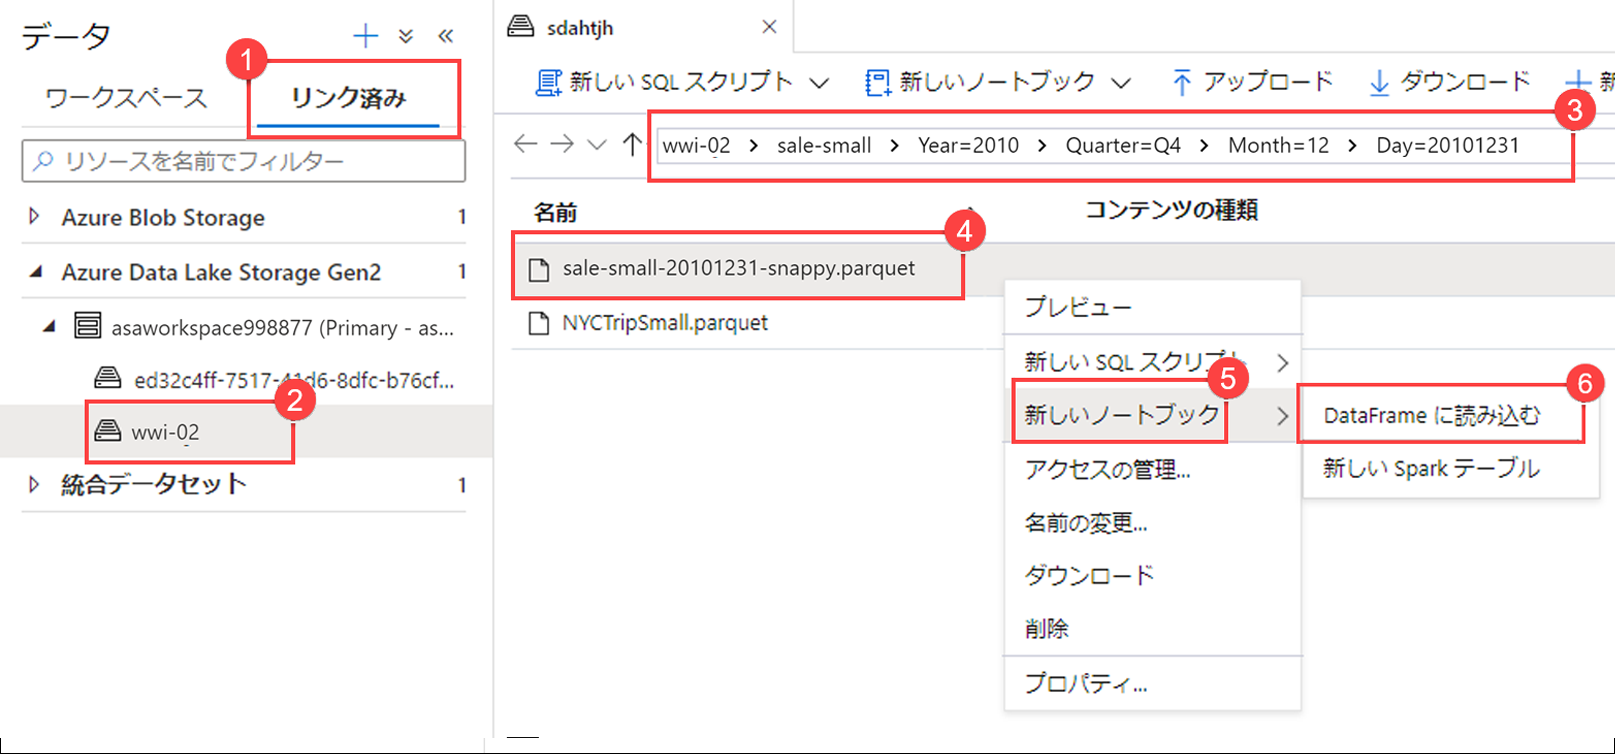 データ
1
ワークスペース
リンク済み
リソースを名前でフィルター
Azure Blob Storage 1
Azure Data Lake Storage Gen2 1
asaworkspace998877 (Primary - as...
ed32c4ff-7517-41d6-8dfc-b76cf...
2
wwi-02
統合データセット 1
sdahtjh
新しい SQL スクリプト
新しいノートブック
アップロード
ダウンロード
新
3
wwi-02 > sale-small > Year=2010 > Quarter=Q4 > Month=12 > Day=20101231
名前
コンテンツの種類
4
sale-small-20101231-snappy.parquet
NYCTripSmall.parquet
プレビュー
新しい SQL スクリプト
5
新しいノートブック
アクセスの管理...
名前の変更...
ダウンロード
削除
プロパティ...
6
DataFrame に読み込む
新しい Spark テーブル